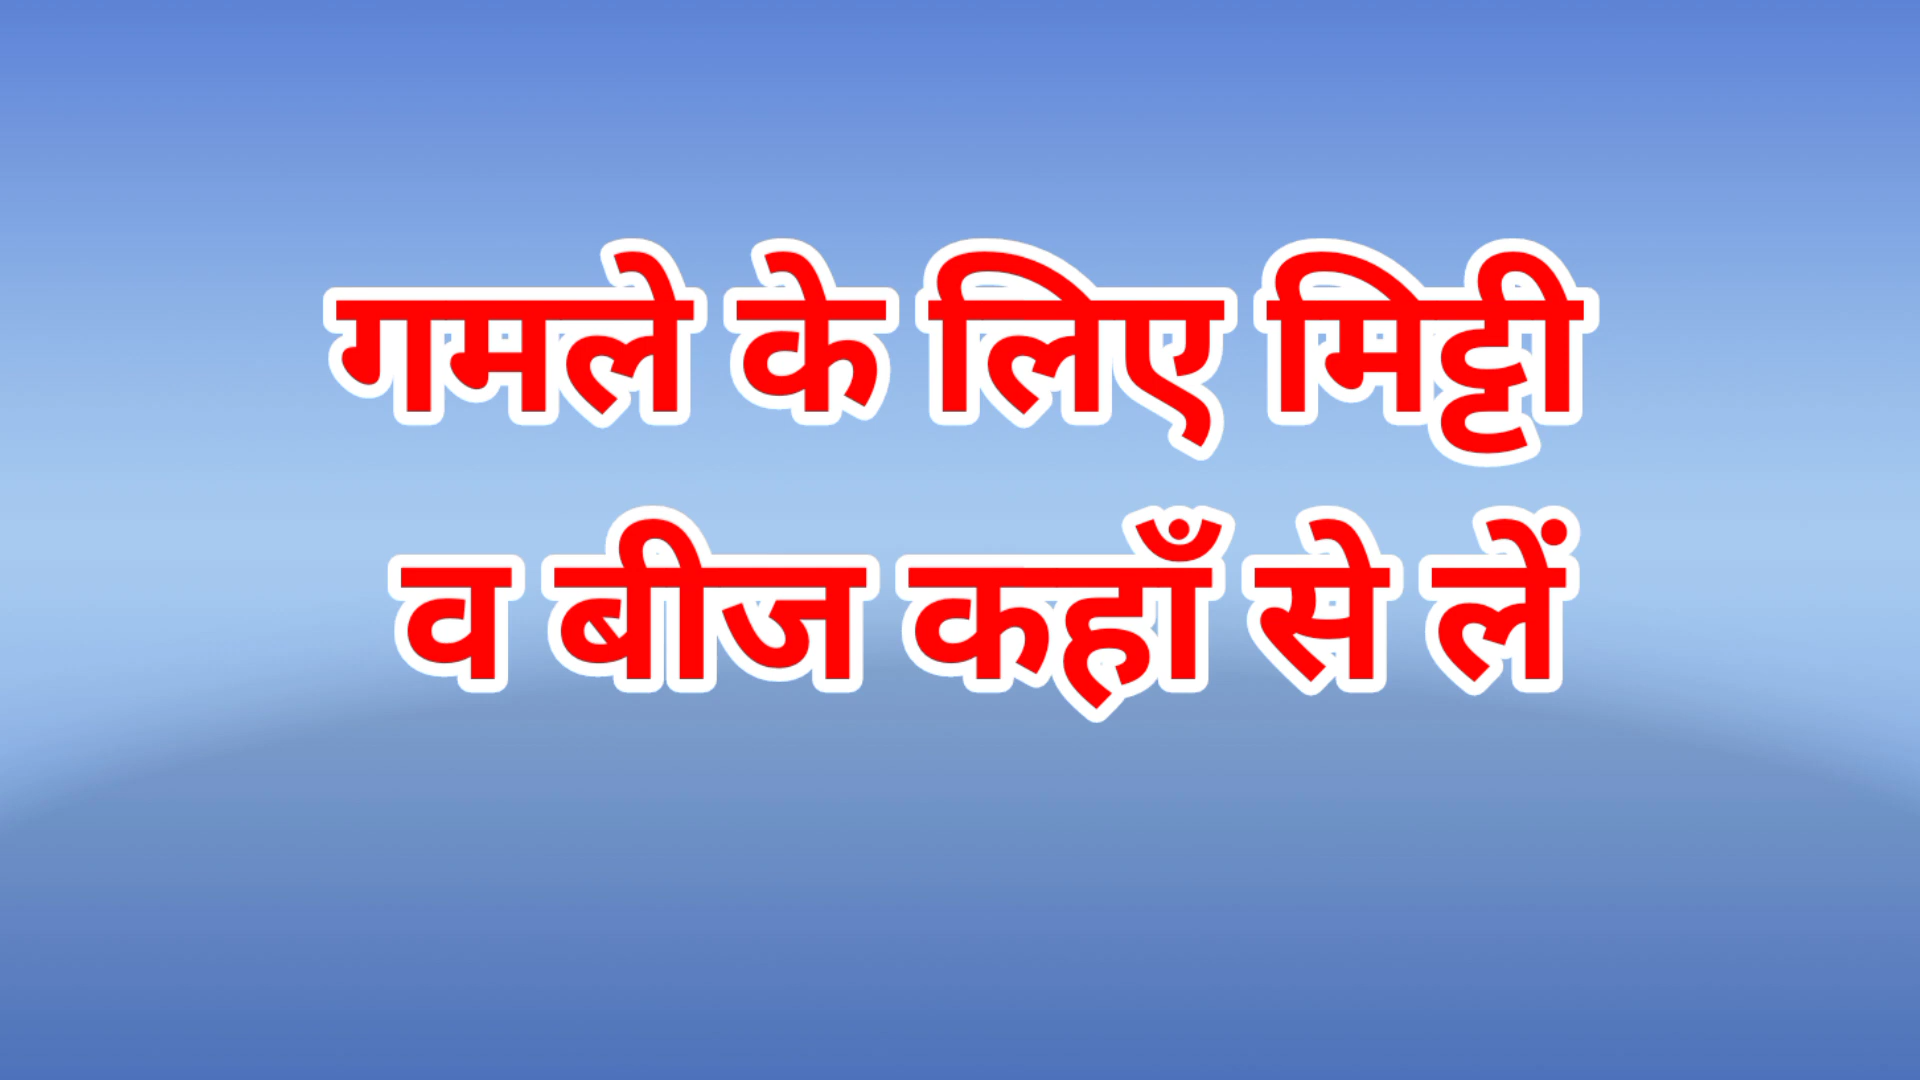 गमले के लिए मिट्टी
व बीज कहाँ से लें